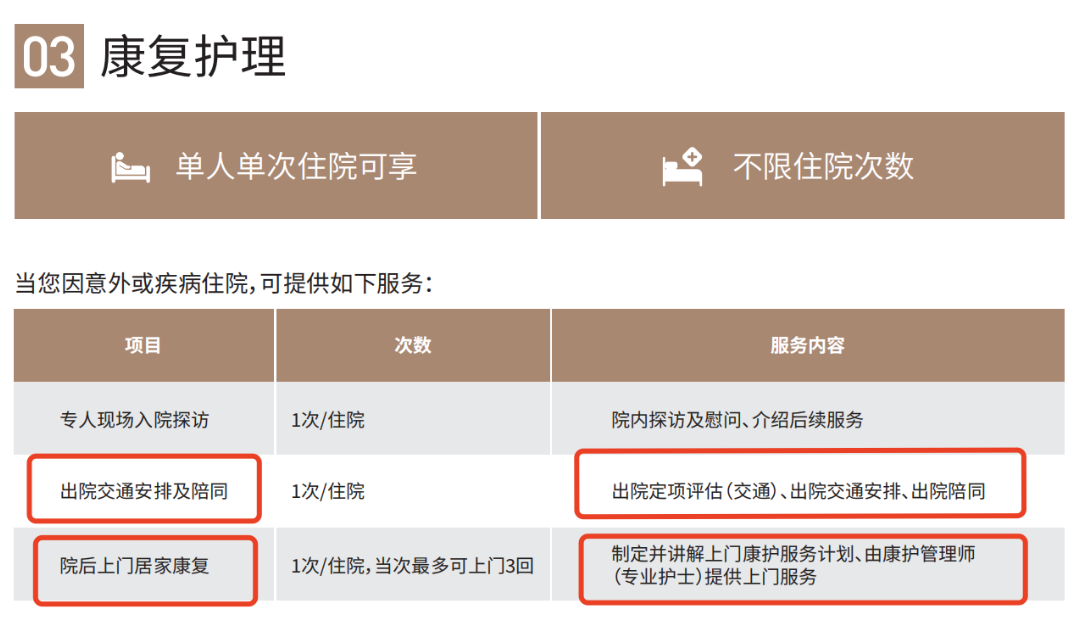 03 康复护理
单人单次住院可享 不限住院次数
当您因意外或疾病住院，可提供如下服务：
项目 次数 服务内容
专人现场入院探访 1次/住院 院内探访及慰问、介绍后续服务
出院交通安排及陪同 1次/住院 出院定项评估（交通）、出院交通安排、出院陪同
院后上门居家康复 1次/住院，当次最多可上门3回 制定并讲解上门康护服务计划、由康护管理师
（专业护士）提供上门服务